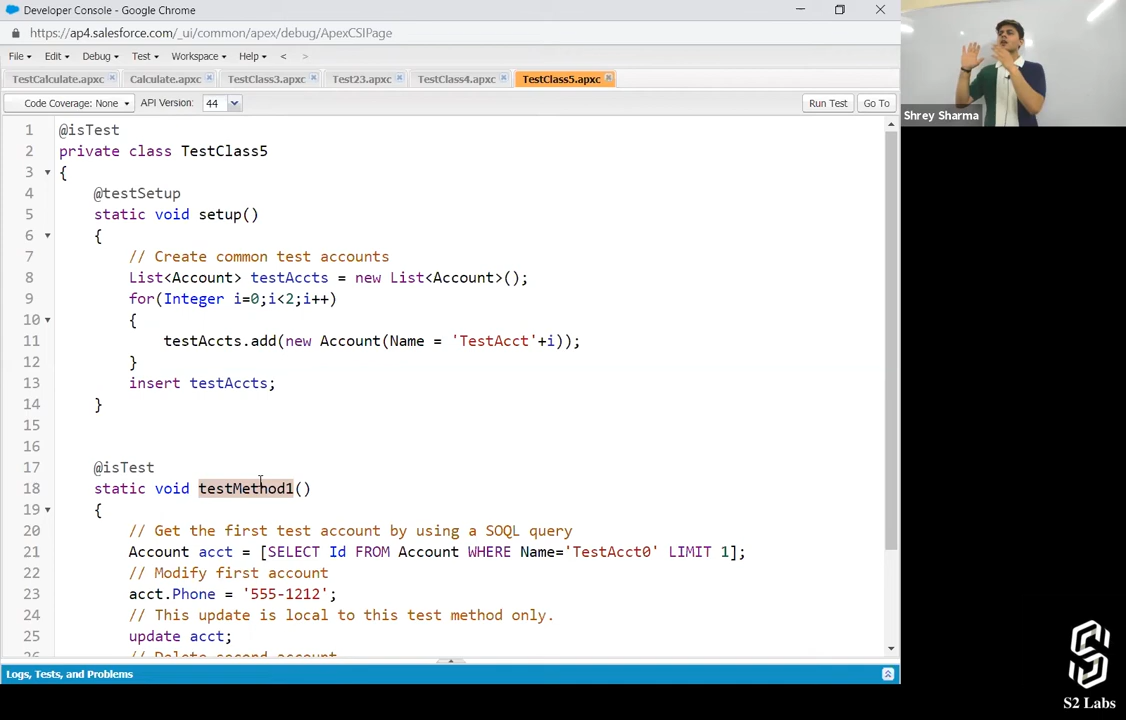 Developer Console - Google Chrome
https://ap4.salesforce.com/_ui/common/apex/debug/ApexCSIPage
File Edit Debug Test Workspace Help < >
TestCalculate.apxc Calculate.apxc TestClass3.apxc Test23.apxc TestClass4.apxc TestClass5.apxc
Code Coverage: None API Version: 44 Run Test Go To
Shrey Sharma
1 @isTest
2 private class TestClass5
3 {
4 @testSetup
5 static void setup()
6 {
7 // Create common test accounts
8 List<Account> testAccts = new List<Account>();
9 for(Integer i=0;i<2;i++)
10 {
11 testAccts.add(new Account(Name = 'TestAcct'+i));
12 }
13 insert testAccts;
14 }
15
16
17 @isTest
18 static void testMethod1()
19 {
20 // Get the first test account by using a SOQL query
21 Account acct = [SELECT Id FROM Account WHERE Name='TestAcct0' LIMIT 1];
22 // Modify first account
23 acct.Phone = '555-1212';
24 // This update is local to this test method only.
25 update acct;
26 // Delete second account
Logs, Tests, and Problems
S2 Labs